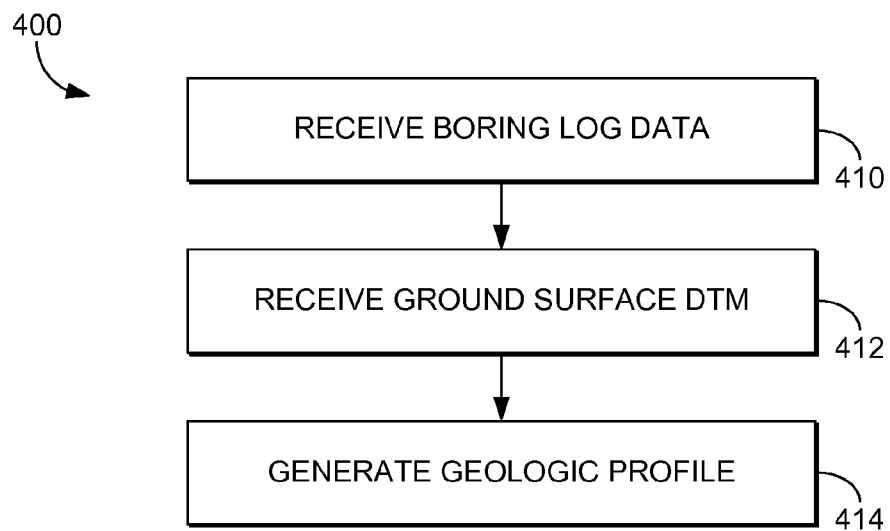 400
RECEIVE BORING LOG DATA
410
RECEIVE GROUND SURFACE DTM
412
GENERATE GEOLOGIC PROFILE
414